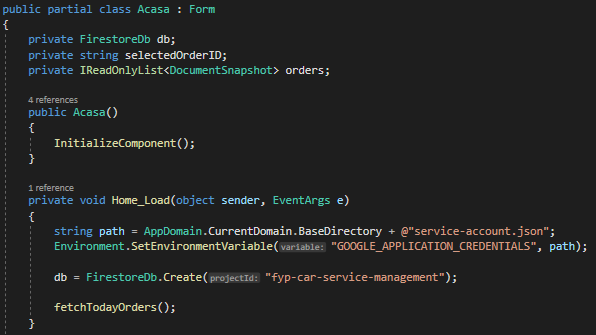 public partial class Acasa : Form
{
private FirestoreDb db;
private string selectedOrderID;
private IReadOnlyList<DocumentSnapshot> orders;
4 references
public Acasa()
{
InitializeComponent();
}
1 reference
private void Home_Load(object sender, EventArgs e)
{
string path = AppDomain.CurrentDomain.BaseDirectory + @"service-account.json";
Environment.SetEnvironmentVariable(variable: "GOOGLE_APPLICATION_CREDENTIALS", path);
db = FirestoreDb.Create(projectId: "fyp-car-service-management");
fetchTodayOrders();
}